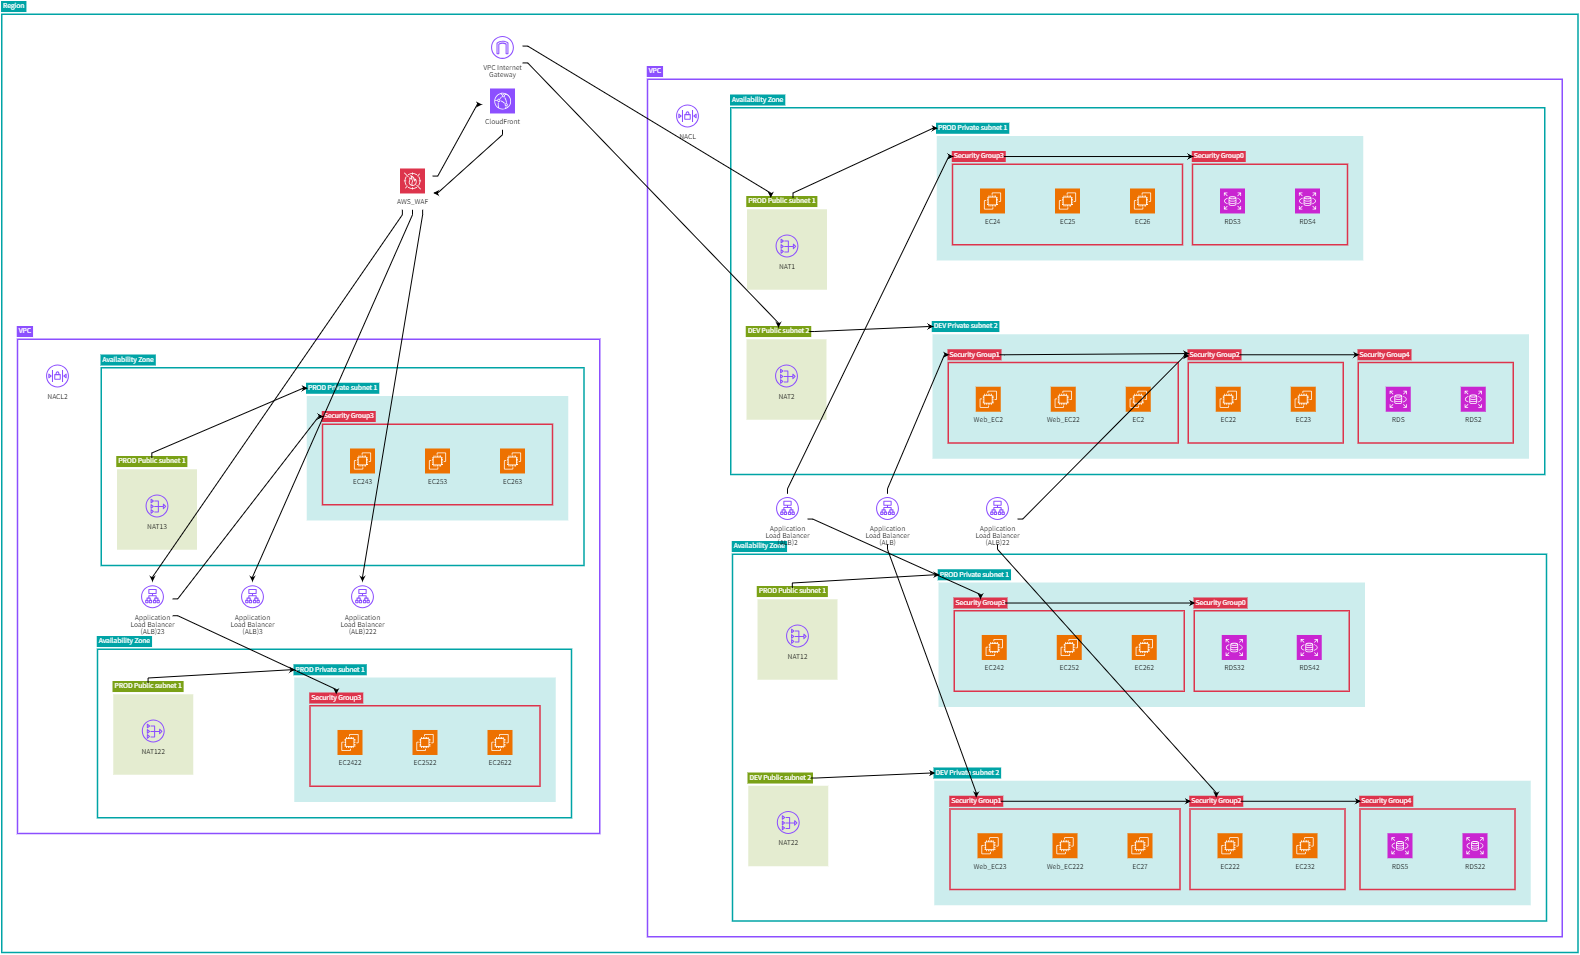 Region
VPC Internet
Gateway
CloudFront
AWS_WAF
VPC
NACL
Availability Zone
PROD Private subnet 1
Security Group3
Security Group0
EC24
EC25
EC26
RDS3
RDS4
PROD Public subnet 1
NAT1
DEV Public subnet 2
NAT2
DEV Private subnet 2
Security Group1
Security Group2
Security Group4
Web_EC2
Web_EC22
EC2
EC22
EC23
RDS
RDS2
Application
Load Balancer
(ALB)2
Application
Load Balancer
(ALB)
Application
Load Balancer
(ALB)22
Availability Zone
PROD Private subnet 1
PROD Public subnet 1
Security Group3
Security Group0
NAT12
EC242
EC252
EC262
RDS32
RDS42
DEV Private subnet 2
DEV Public subnet 2
Security Group1
Security Group2
Security Group4
NAT22
Web_EC23
Web_EC222
EC27
EC222
EC232
RDS5
RDS22
VPC
NACL2
Availability Zone
PROD Private subnet 1
Security Group3
PROD Public subnet 1
EC243
EC253
EC263
NAT13
Application
Load Balancer
(ALB)23
Application
Load Balancer
(ALB)3
Application
Load Balancer
(ALB)222
Availability Zone
PROD Private subnet 1
PROD Public subnet 1
Security Group3
NAT122
EC2422
EC2522
EC2622